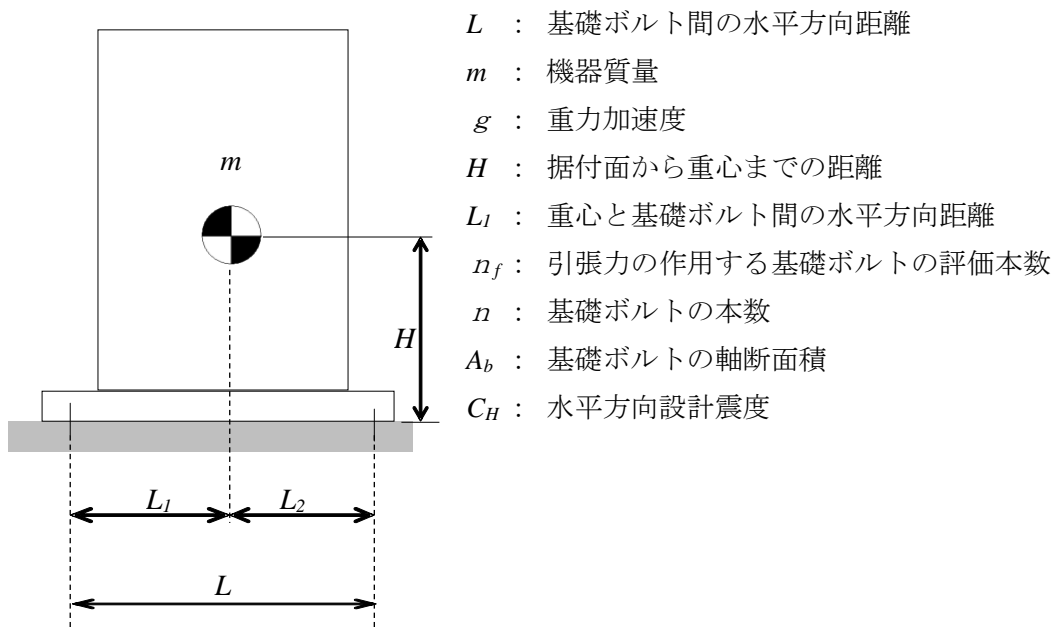 L : 基礎ボルト間の水平方向距離
m : 機器質量
g : 重力加速度
H : 据付面から重心までの距離
L1 : 重心と基礎ボルト間の水平方向距離
nf : 引張力の作用する基礎ボルトの評価本数
n : 基礎ボルトの本数
Ab : 基礎ボルトの軸断面積
CH : 水平方向設計震度
m
H
L1 L2
L